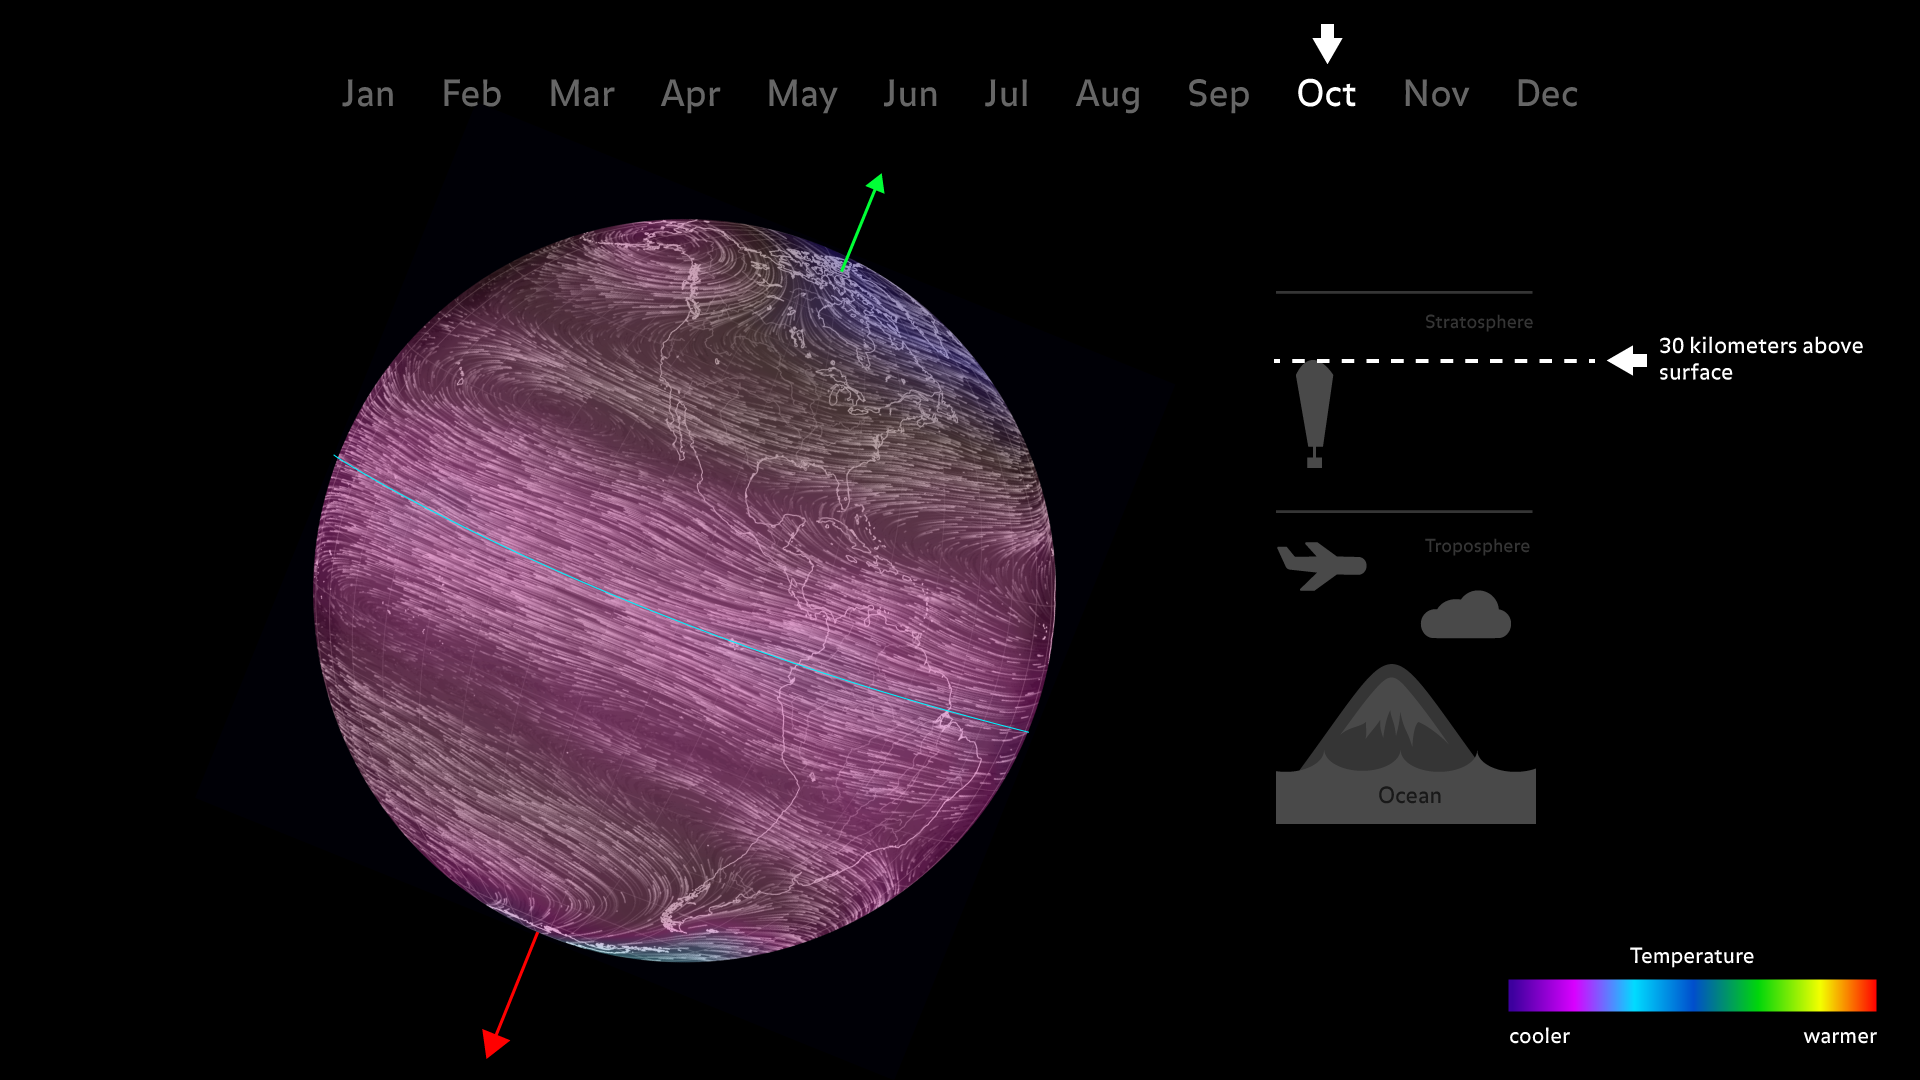 Jan Feb Mar Apr May Jun Jul Aug Sep Oct Nov Dec
Stratosphere
30 kilometers above
surface
Troposphere
Ocean
Temperature
cooler warmer